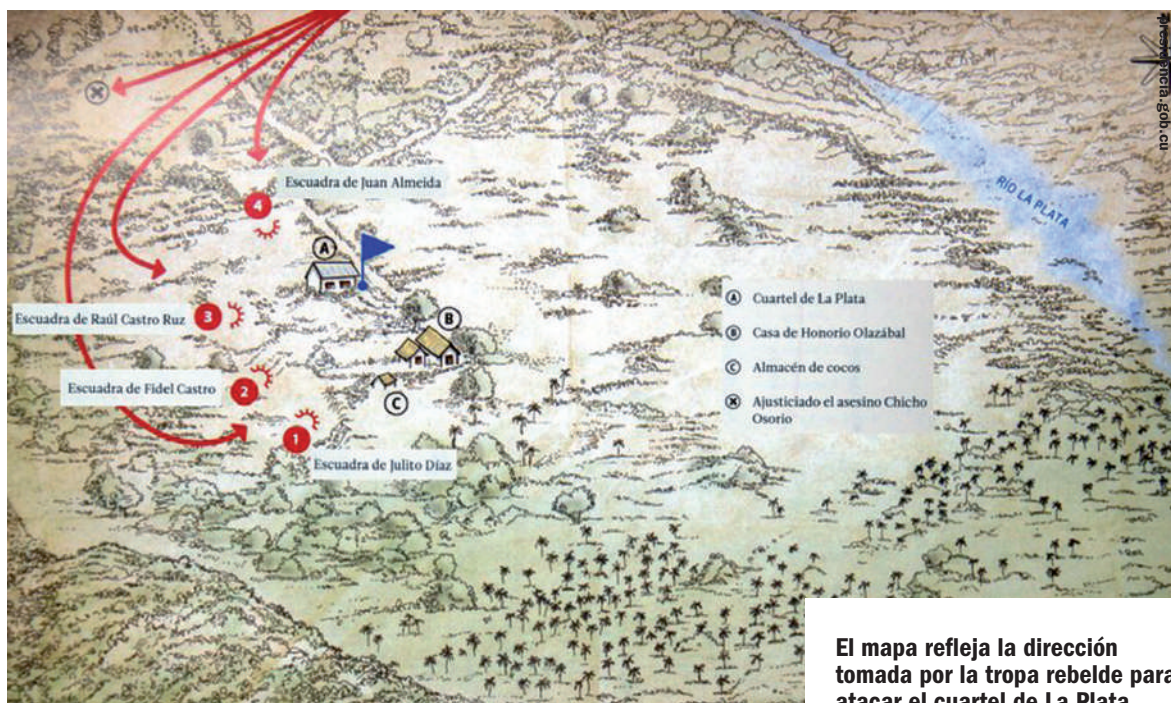 presidencia.gob.cu
Escuadra de Juan Almeida
4
A
RÍO LA PLATA
Escuadra de Raúl Castro Ruz
3
B
Escuadra de Fidel Castro
2
C
1
Escuadra de Julito Díaz
A Cuartel de La Plata
B Casa de Honorio Olazábal
C Almacén de cocos
X Ajusticiado el asesino Chicho
Osorio
El mapa refleja la dirección
tomada por la tropa rebelde para
atacar el cuartel de La Plata